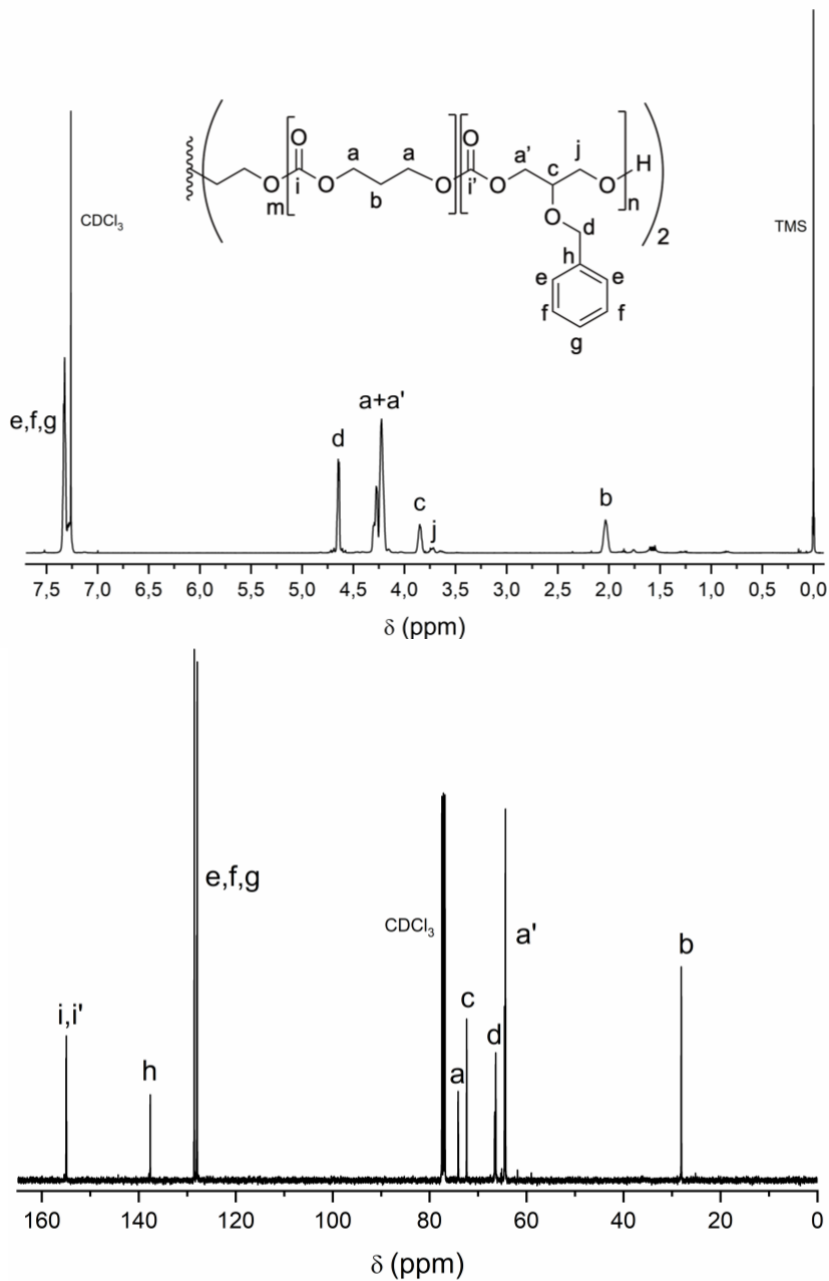 O
O
a
a
a'
c
j
H
O
m
i
O
b
O
i'
O
O
n
O
d
2
h
e
e
f
f
g
CDCl3
TMS
e,f,g
d
a+a'
c
j
b
7,5 7,0 6,5 6,0 5,5 5,0 4,5 4,0 3,5 3,0 2,5 2,0 1,5 1,0 0,5 0,0
δ (ppm)
e,f,g
CDCl3
a'
b
i,i'
h
c
a
d
160 140 120 100 80 60 40 20 0
δ (ppm)